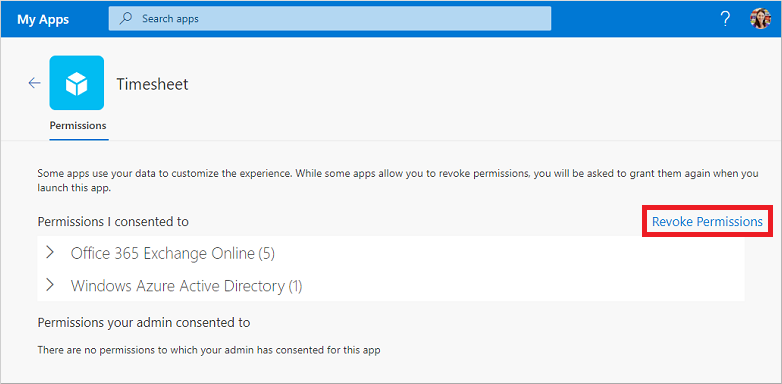 My Apps
Search apps
?
Timesheet
Permissions
Some apps use your data to customize the experience. While some apps allow you to revoke permissions, you will be asked to grant them again when you
launch this app.
Permissions I consented to
Revoke Permissions
Office 365 Exchange Online (5)
Windows Azure Active Directory (1)
Permissions your admin consented to
There are no permissions to which your admin has consented for this app